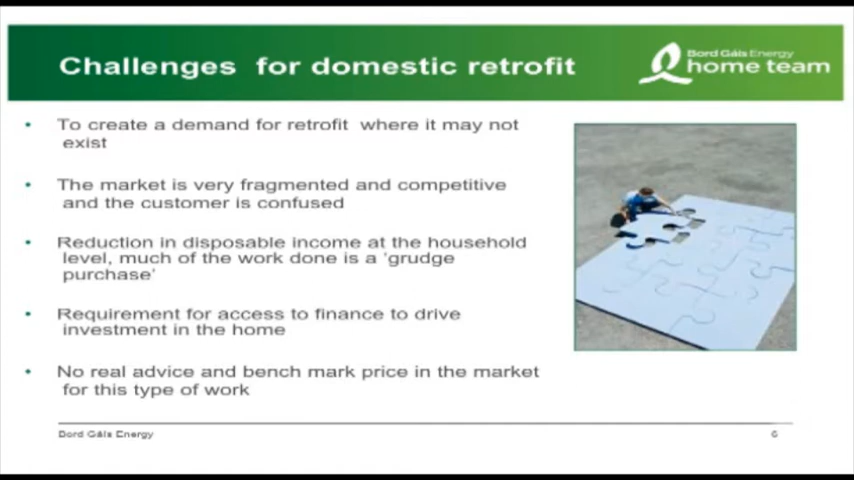 Challenges for domestic retrofit
Bord Gáis Energy
home team
• To create a demand for retrofit where it may not
exist
• The market is very fragmented and competitive
and the customer is confused
• Reduction in disposable income at the household
level, much of the work done is a 'grudge
purchase'
• Requirement for access to finance to drive
investment in the home
• No real advice and bench mark price in the market
for this type of work
Bord Gáis Energy
6